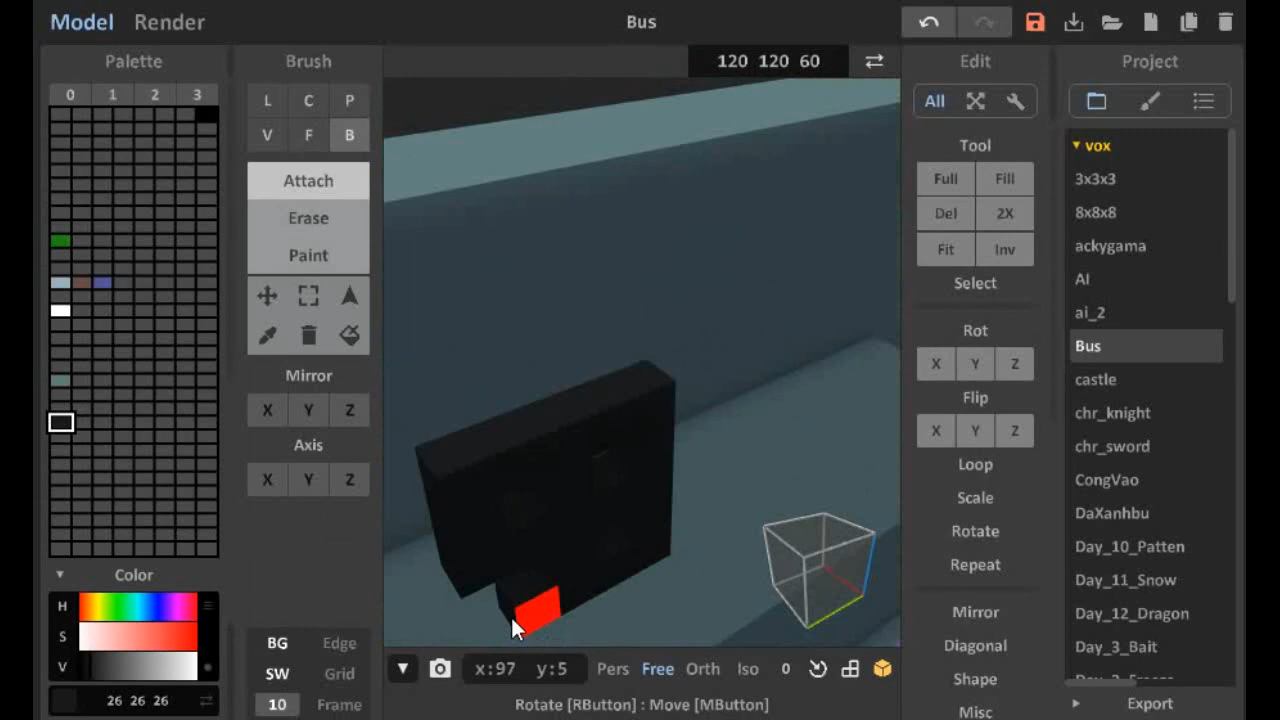 Model Render Bus
Palette Brush 120 120 60 Edit Project
0 1 2 3
L C P
V F B
All
Attach
Erase
Paint
Mirror
X Y Z
Axis
X Y Z
Tool
Full Fill
Del 2X
Fit Inv
Select
Rot
X Y Z
Flip
X Y Z
Loop
Scale
Rotate
Repeat
Mirror
Diagonal
Shape
Misc
vox
3x3x3
8x8x8
ackygama
AI
ai_2
Bus
castle
chr_knight
chr_sword
CongVao
DaXanhbu
Day_10_Patten
Day_11_Snow
Day_12_Dragon
Day_3_Bait
Export
Color
H
S
V
26 26 26
BG Edge
SW Grid
10 Frame
x:97 y:5 Pers Free Orth Iso 0
Rotate [RButton] : Move [MButton]